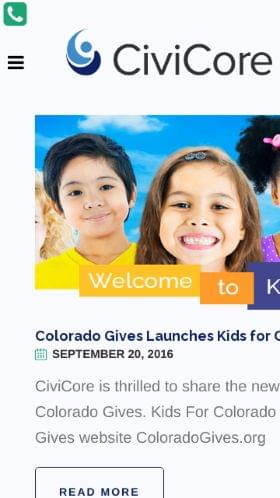 CiviCore
Welcome to K
Colorado Gives Launches Kids for C
SEPTEMBER 20, 2016
CiviCore is thrilled to share the new
Colorado Gives. Kids For Colorado
Gives website ColoradoGives.org
READ MORE